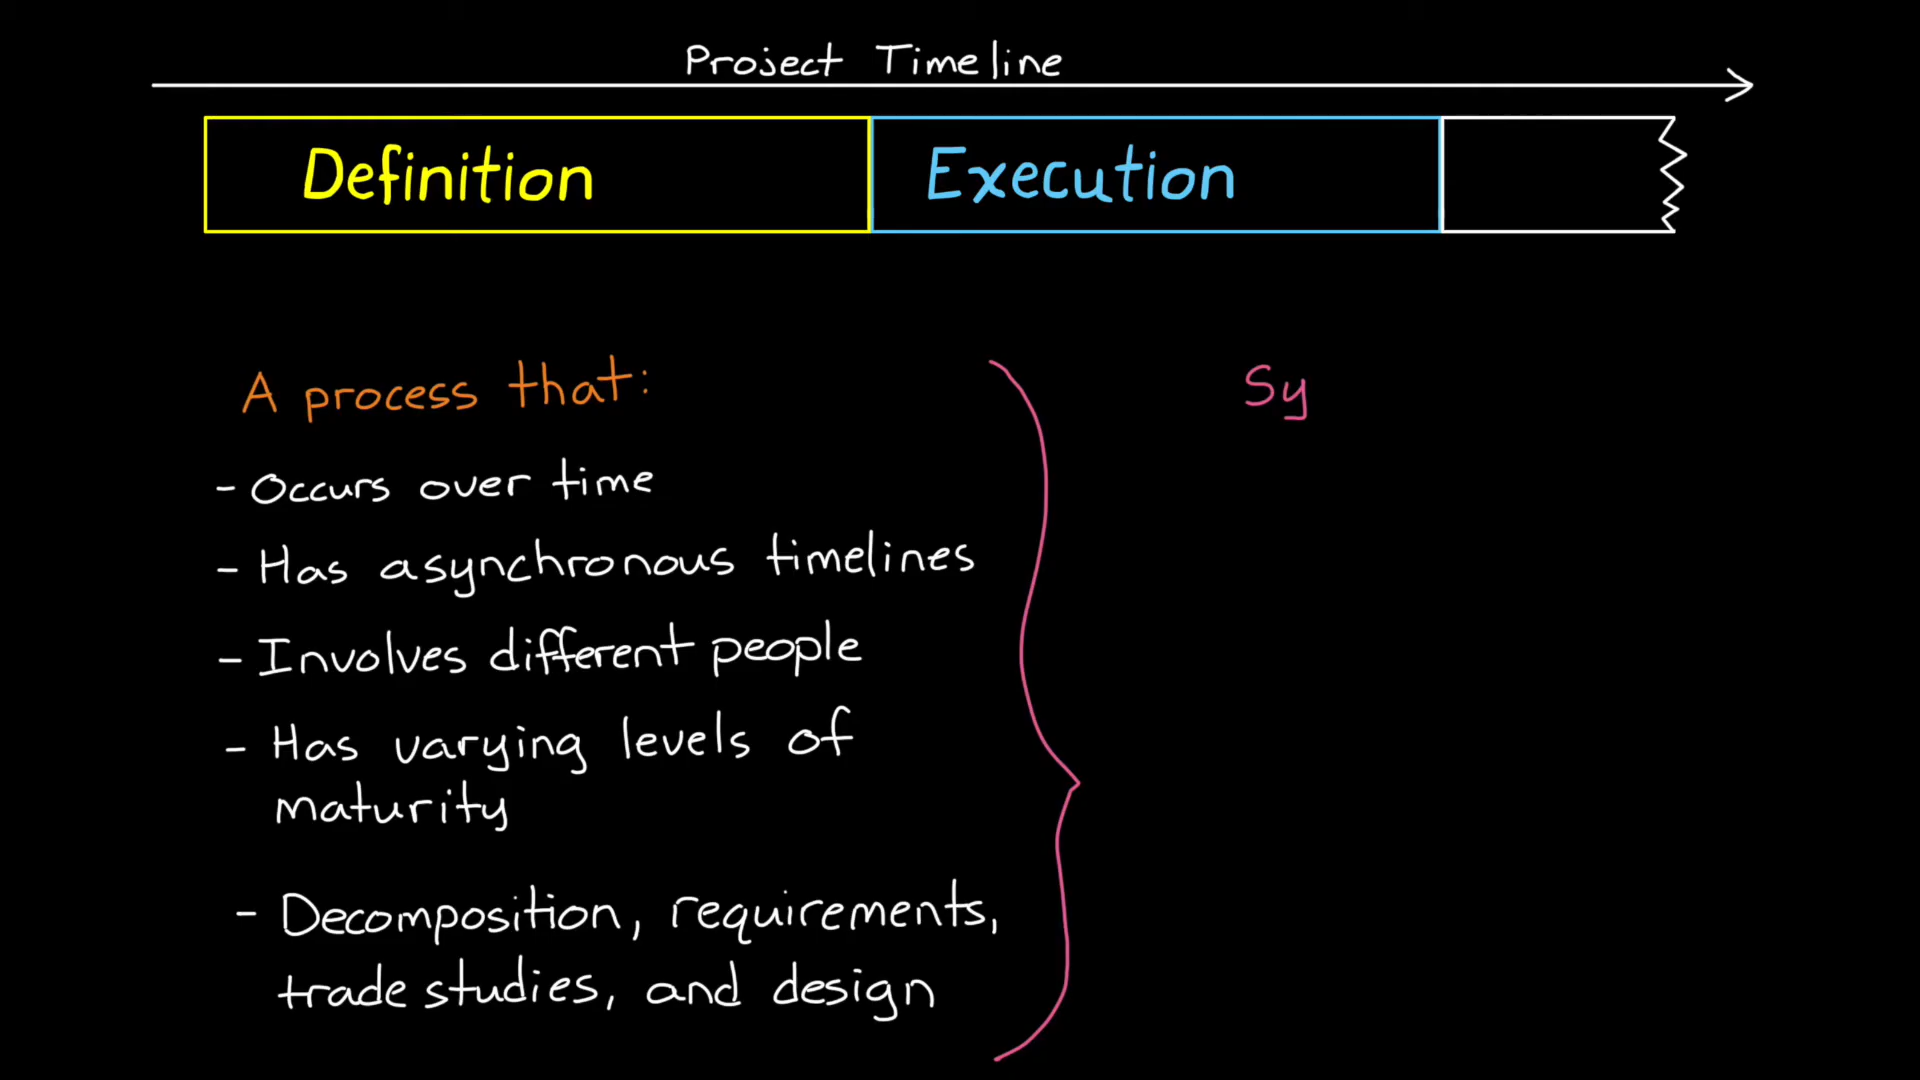 Project Timeline
Definition
Execution
A process that:
- Occurs over time
- Has asynchronous timelines
- Involves different people
- Has varying levels of
maturity
- Decomposition, requirements,
trade studies, and design
Sy